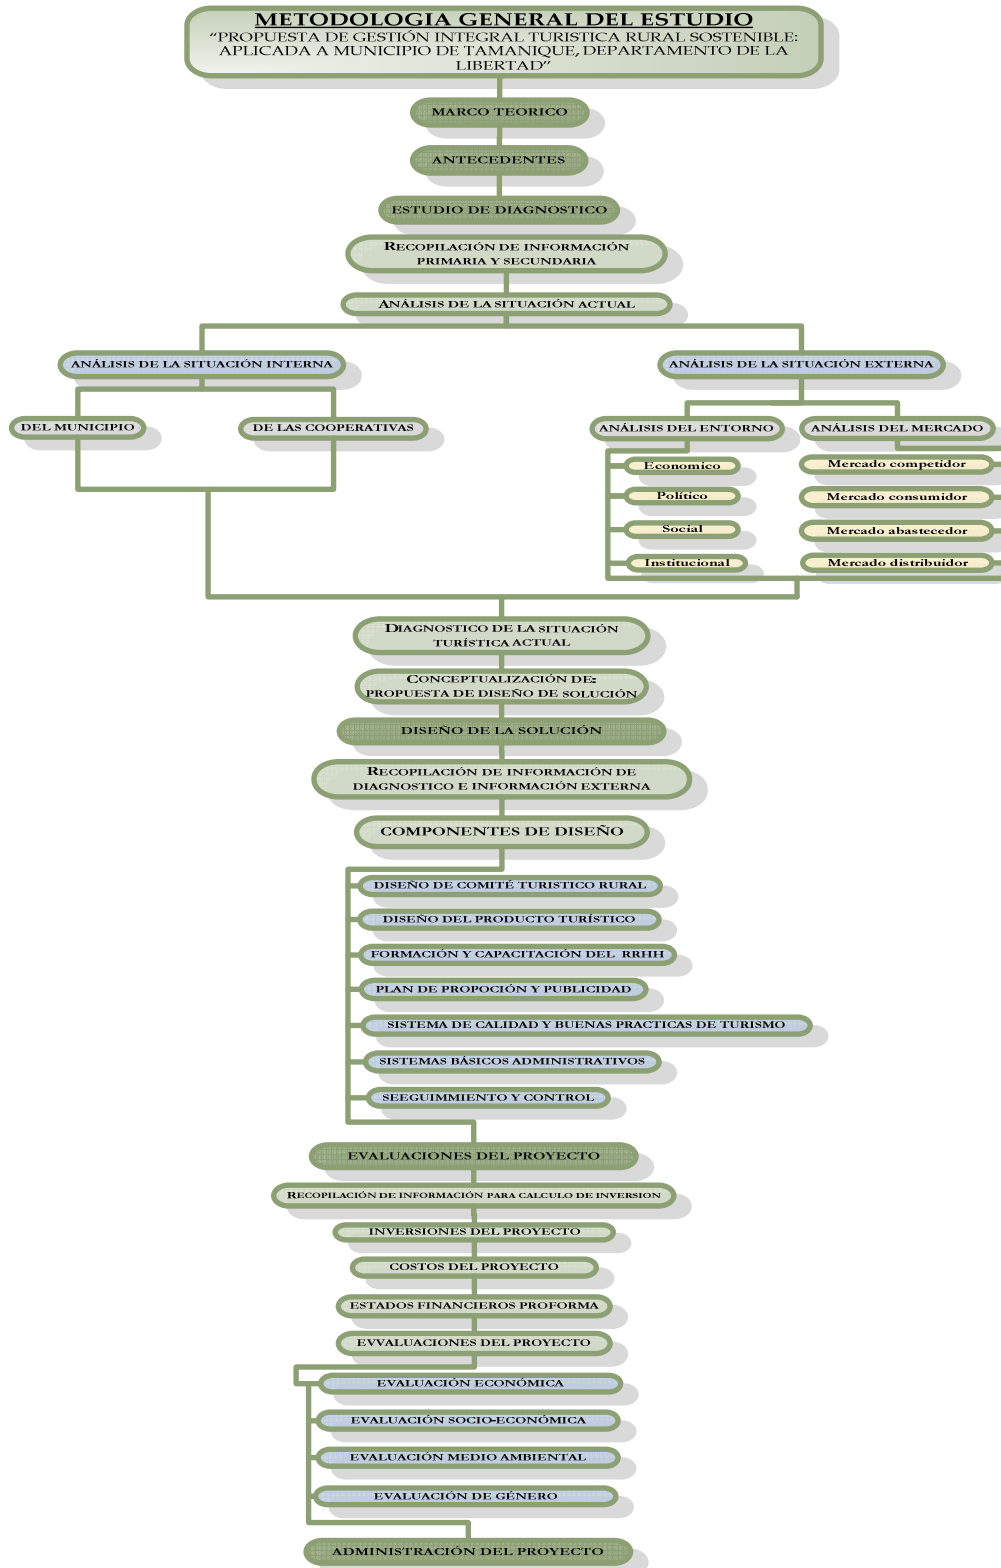 METODOLOGIA GENERAL DEL ESTUDIO
“PROPUESTA DE GESTIÓN INTEGRAL TURISTICA RURAL SOSTENIBLE:
APLICADA A MUNICIPIO DE TAMANIQUE, DEPARTAMENTO DE LA
LIBERTAD”
MARCO TEORICO
ANTECEDENTES
ESTUDIO DE DIAGNOSTICO
RECOPILACIÓN DE INFORMACIÓN
PRIMARIA Y SECUNDARIA
ANÁLISIS DE LA SITUACIÓN ACTUAL
ANÁLISIS DE LA SITUACIÓN INTERNA
ANÁLISIS DE LA SITUACIÓN EXTERNA
DEL MUNICIPIO
DE LAS COOPERATIVAS
ANÁLISIS DEL ENTORNO
ANÁLISIS DEL MERCADO
Economico
Mercado competidor
Político
Mercado consumidor
Social
Mercado abastecedor
Institucional
Mercado distribuidor
DIAGNOSTICO DE LA SITUACIÓN
TURÍSTICA ACTUAL
CONCEPTUALIZACIÓN DE:
PROPUESTA DE DISEÑO DE SOLUCIÓN
DISEÑO DE LA SOLUCIÓN
RECOPILACIÓN DE INFORMACIÓN DE
DIAGNOSTICO E INFORMACIÓN EXTERNA
COMPONENTES DE DISEÑO
DISEÑO DE COMITÉ TURISTICO RURAL
DISEÑO DEL PRODUCTO TURÍSTICO
FORMACIÓN Y CAPACITACIÓN DEL RRHH
PLAN DE PROPOCIÓN Y PUBLICIDAD
SISTEMA DE CALIDAD Y BUENAS PRACTICAS DE TURISMO
SISTEMAS BÁSICOS ADMINISTRATIVOS
SEEGUIMMIENTO Y CONTROL
EVALUACIONES DEL PROYECTO
RECOPILACIÓN DE INFORMACIÓN PARA CALCULO DE INVERSION
INVERSIONES DEL PROYECTO
COSTOS DEL PROYECTO
ESTADOS FINANCIEROS PROFORMA
EVVALUACIONES DEL PROYECTO
EVALUACIÓN ECONÓMICA
EVALUACIÓN SOCIO-ECONÓMICA
EVALUACIÓN MEDIO AMBIENTAL
EVALUACIÓN DE GÉNERO
ADMINISTRACIÓN DEL PROYECTO